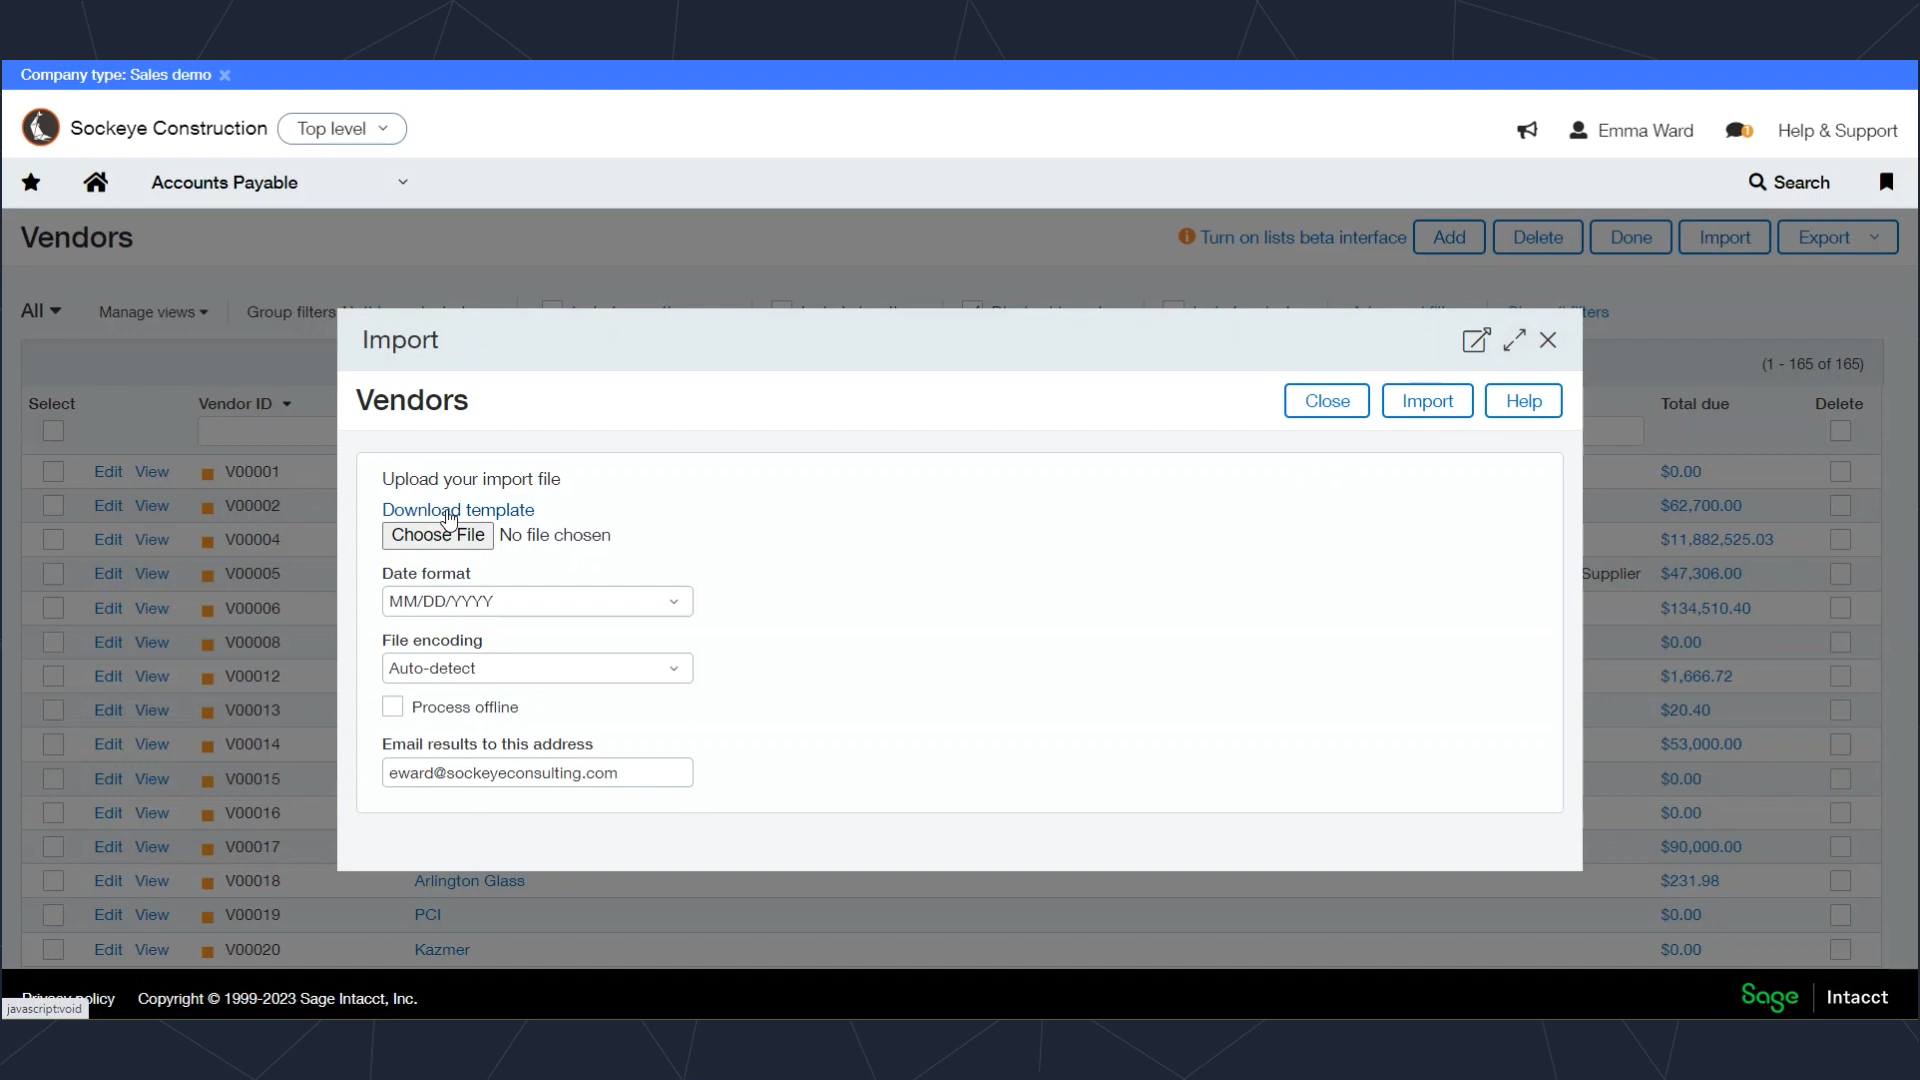 Company type: Sales demo
Sockeye Construction
Top level
Emma Ward
Help & Support
Accounts Payable
Search
Vendors
Turn on lists beta interface
Add
Delete
Done
Import
Export
All
Manage views
Group filters
Import
(1 - 165 of 165)
Vendors
Close
Import
Help
Select
Vendor ID
Total due
Delete
Upload your import file
Download template
Choose File No file chosen
Date format
MM/DD/YYYY
File encoding
Auto-detect
Process offline
Email results to this address
eward@sockeyeconsulting.com
Edit View V00001 $0.00
Edit View V00002 $62,700.00
Edit View V00004 $11,882,525.03
Edit View V00005 Supplier $47,306.00
Edit View V00006 $134,510.40
Edit View V00008 $0.00
Edit View V00012 $1,666.72
Edit View V00013 $20.40
Edit View V00014 $53,000.00
Edit View V00015 $0.00
Edit View V00016 $0.00
Edit View V00017 $90,000.00
Edit View V00018 Arlington Glass $231.98
Edit View V00019 PCI $0.00
Edit View V00020 Kazmer $0.00
Privacy policy Copyright © 1999-2023 Sage Intacct, Inc.
javascript:void
Sage Intacct